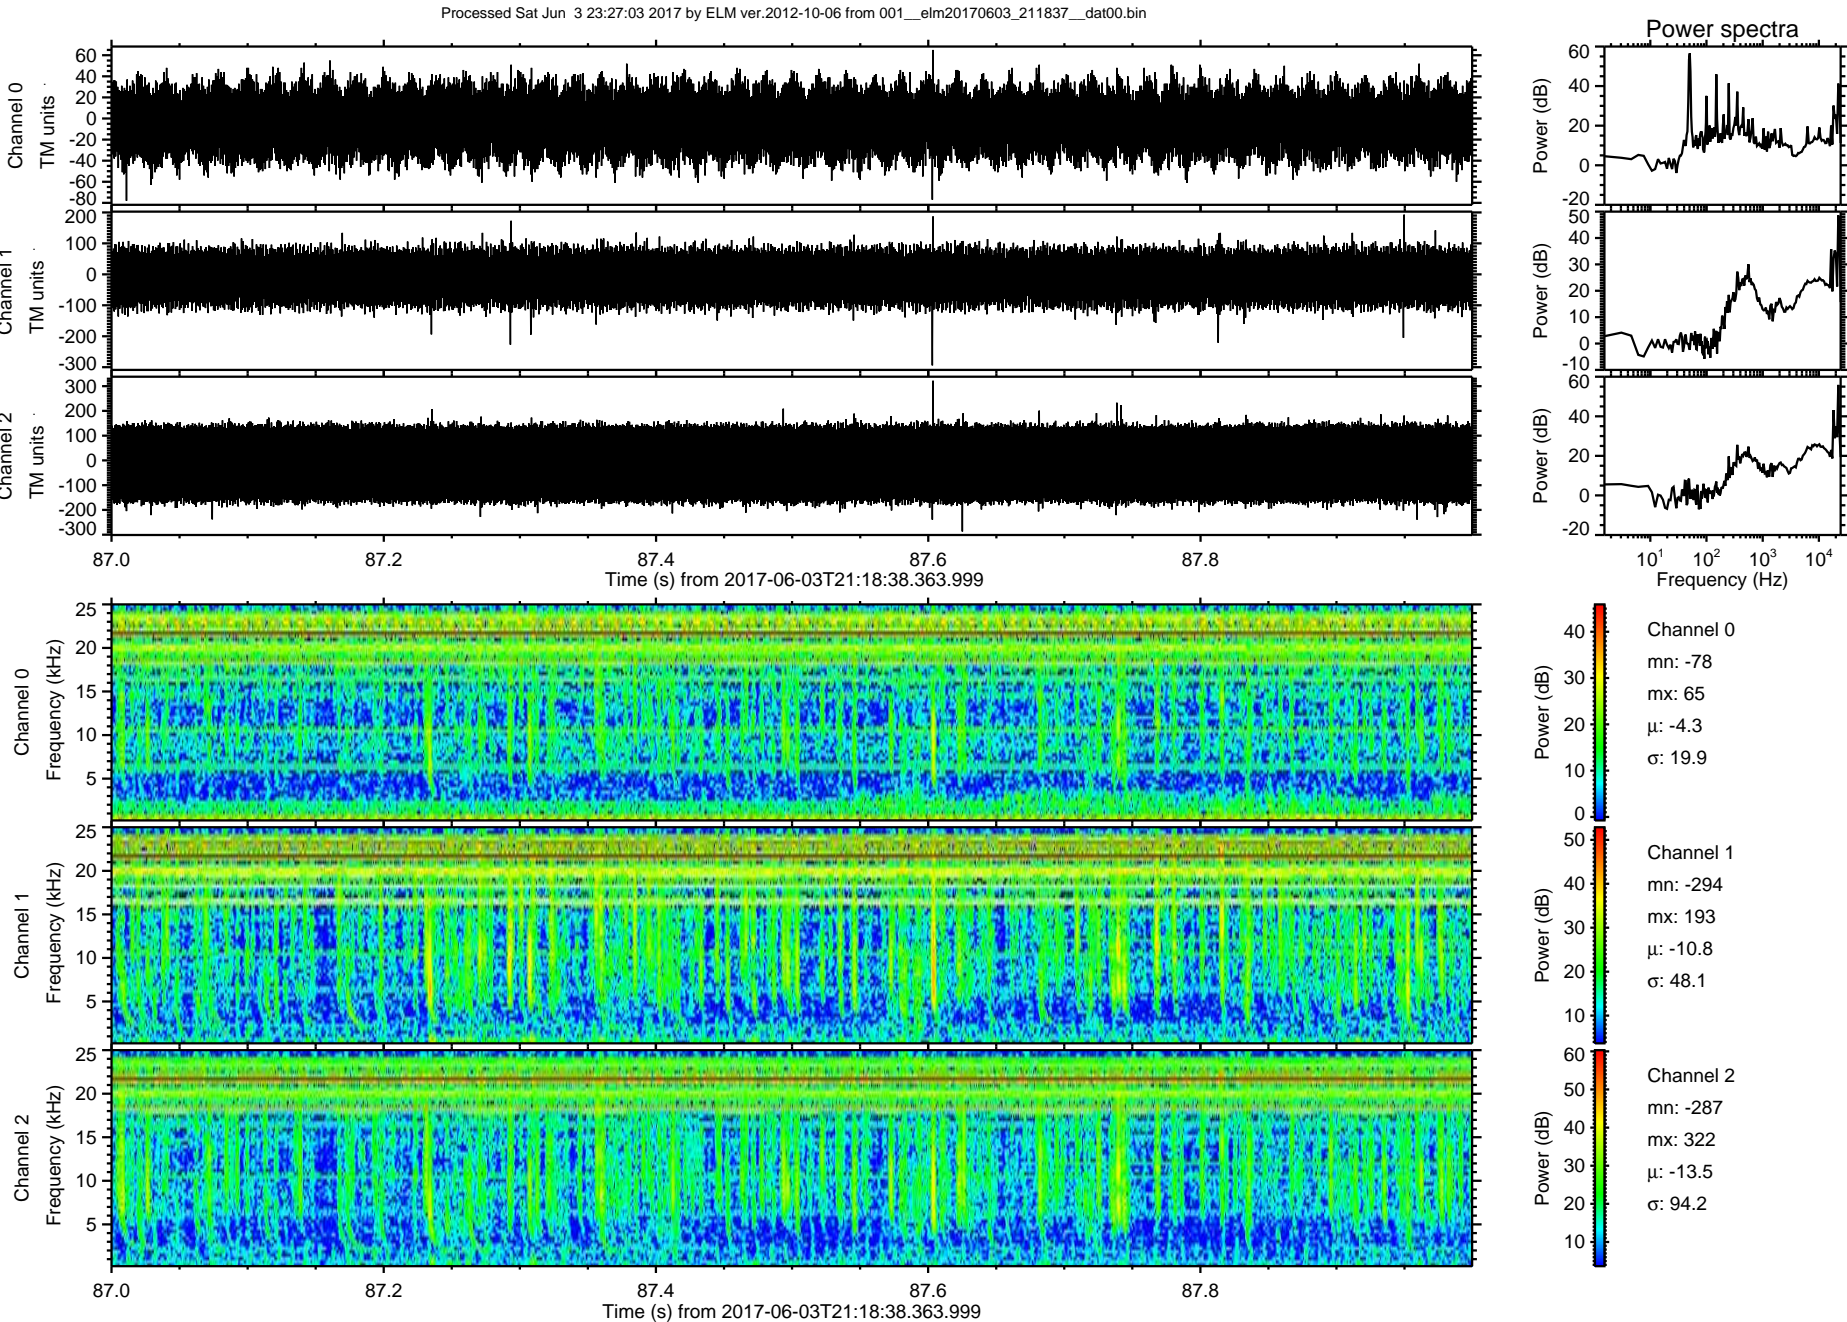 Processed Sat Jun  3 23:27:03 2017 by ELM ver.2012-10-06 from 001__elm20170603_211837__dat00.bin
Power spectra
Channel 0
TM units
60
40
20
0
-20
-40
-60
-80
Power (dB)
60
40
20
0
-20
Channel 1
TM units
200
100
0
-100
-200
-300
Power (dB)
50
40
30
20
10
0
-10
Channel 2
TM units
300
200
100
0
-100
-200
-300
Power (dB)
60
40
20
0
-20
87.0 87.2 87.4 87.6 87.8
Time (s) from 2017-06-03T21:18:38.363.999
10¹ 10² 10³ 10⁴
Frequency (Hz)
Channel 0
Frequency (kHz)
25
20
15
10
5
Power (dB)
40
30
20
10
0
Channel 0
mn: -78
mx: 65
μ: -4.3
σ: 19.9
Channel 1
Frequency (kHz)
25
20
15
10
5
Power (dB)
50
40
30
20
10
Channel 1
mn: -294
mx: 193
μ: -10.8
σ: 48.1
Channel 2
Frequency (kHz)
25
20
15
10
5
Power (dB)
60
50
40
30
20
10
Channel 2
mn: -287
mx: 322
μ: -13.5
σ: 94.2
87.0 87.2 87.4 87.6 87.8
Time (s) from 2017-06-03T21:18:38.363.999